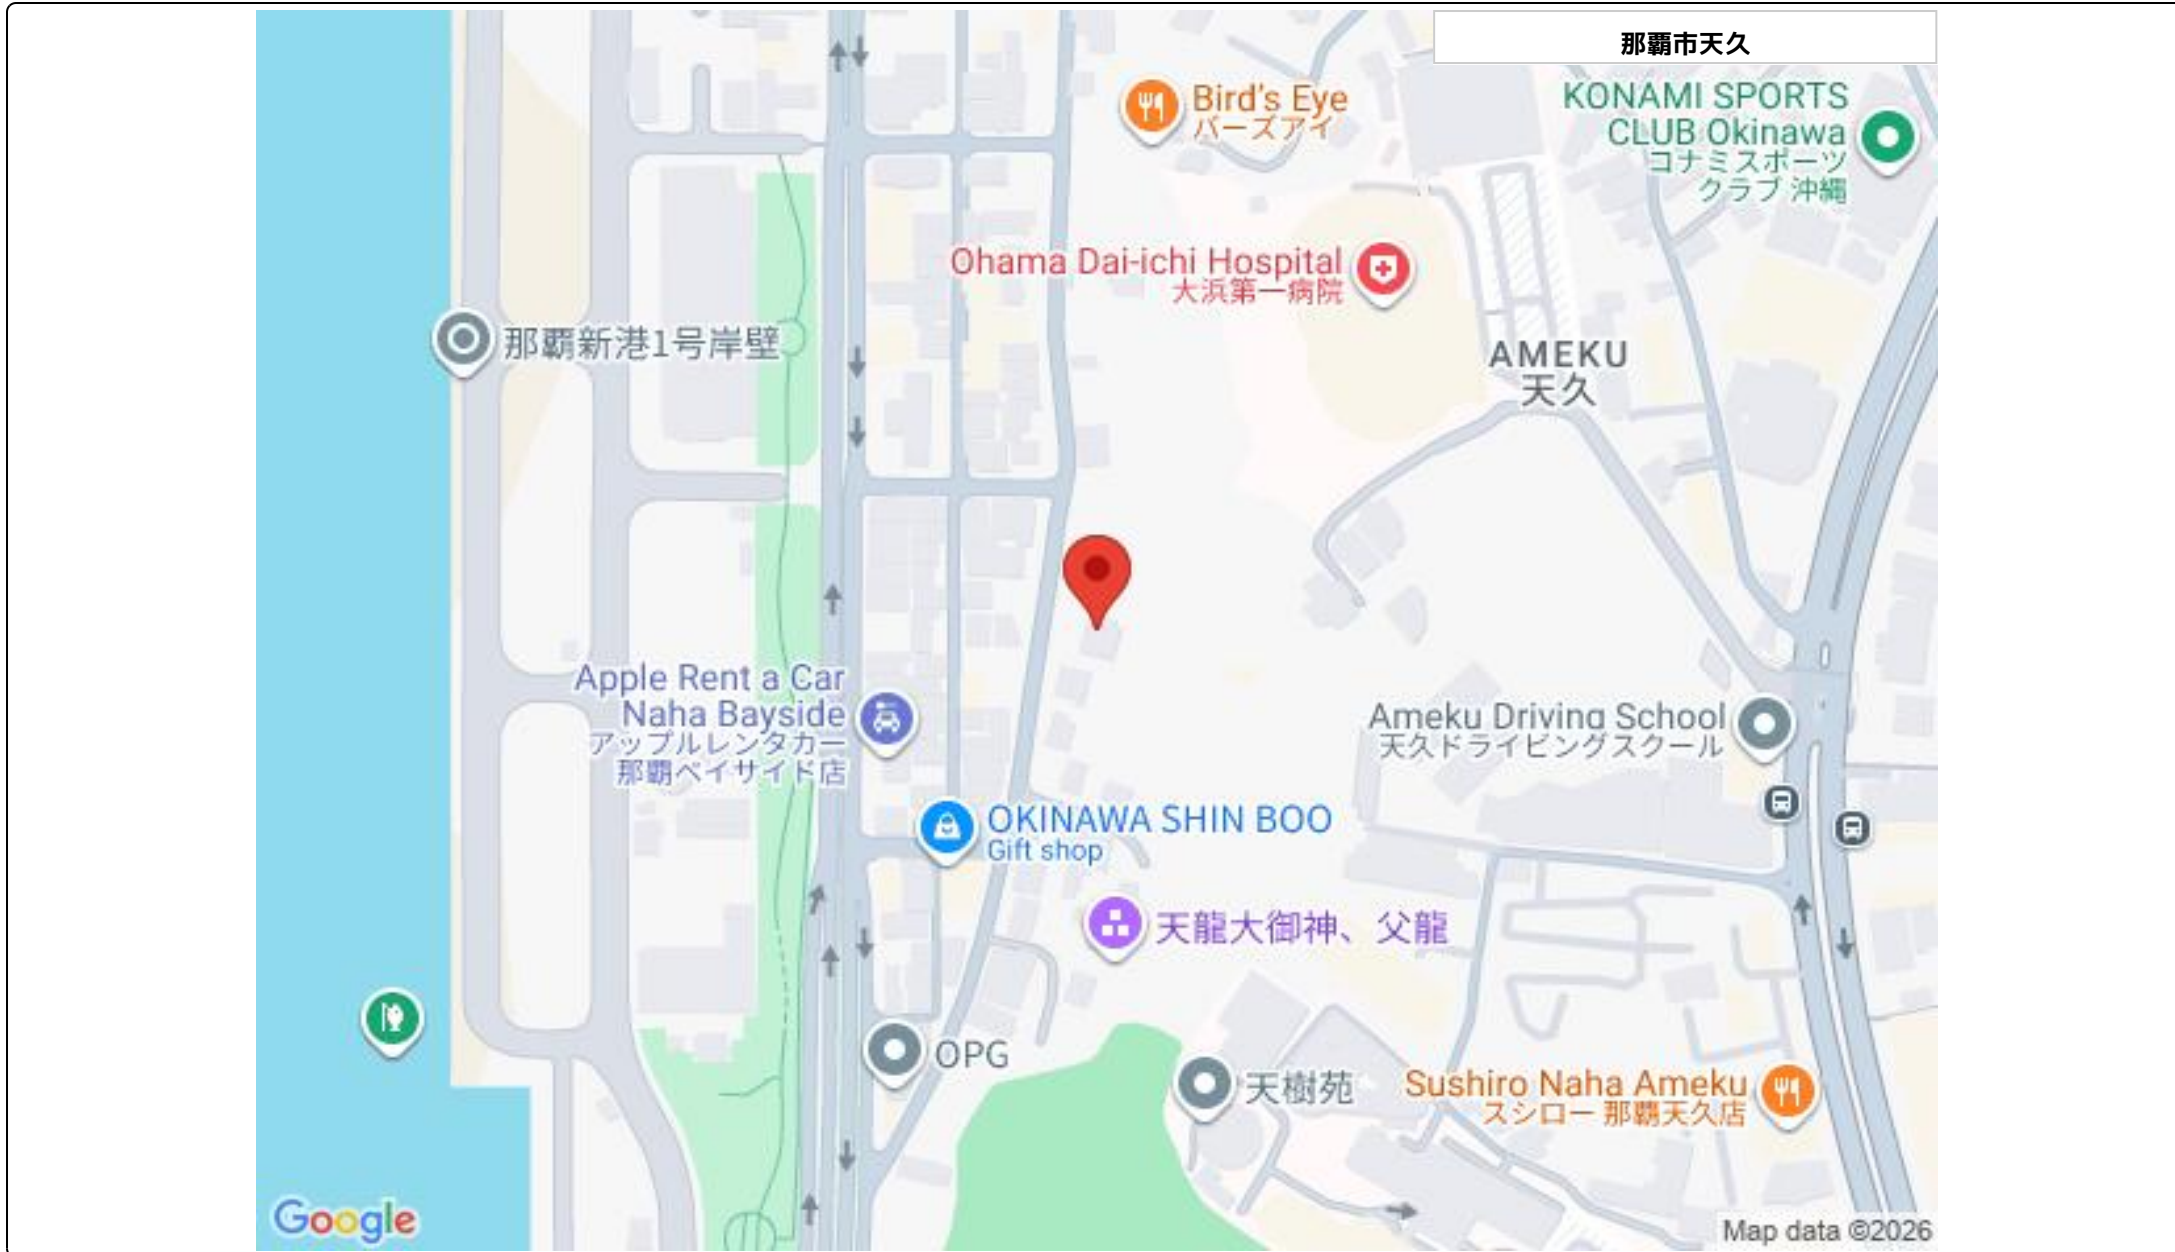 那覇市天久
Bird's Eye
バーズアイ
KONAMI SPORTS
CLUB Okinawa
コナミスポーツ
クラブ 沖縄
Ohama Dai-ichi Hospital
大浜第一病院
那覇新港1号岸壁
AMEKU
天久
Apple Rent a Car
Naha Bayside
アップルレンタカー
那覇ベイサイド店
Ameku Driving School
天久ドライビングスクール
OKINAWA SHIN BOO
Gift shop
天龍大御神、父龍
OPG
天樹苑
Sushiro Naha Ameku
スシロー 那覇天久店
Google
Map data ©2026